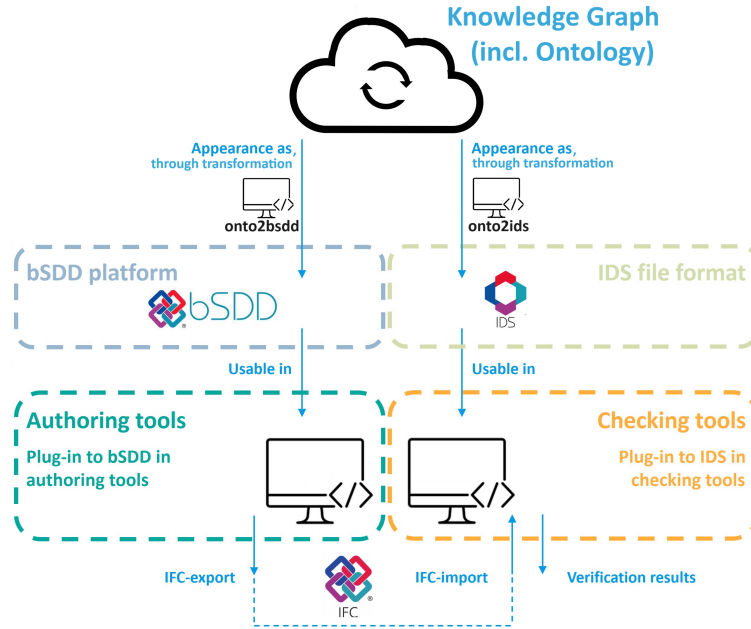 Knowledge Graph
(incl. Ontology)
Appearance as,
through transformation
</>
onto2bsdd
Appearance as,
through transformation
</>
onto2ids
bSDD platform
bSDD
®
IDS file format
IDS
Usable in
Usable in
Authoring tools
Plug-in to bSDD in
authoring tools
</>
Checking tools
Plug-in to IDS in
checking tools
</>
IFC-export
IFC
®
IFC-import
Verification results